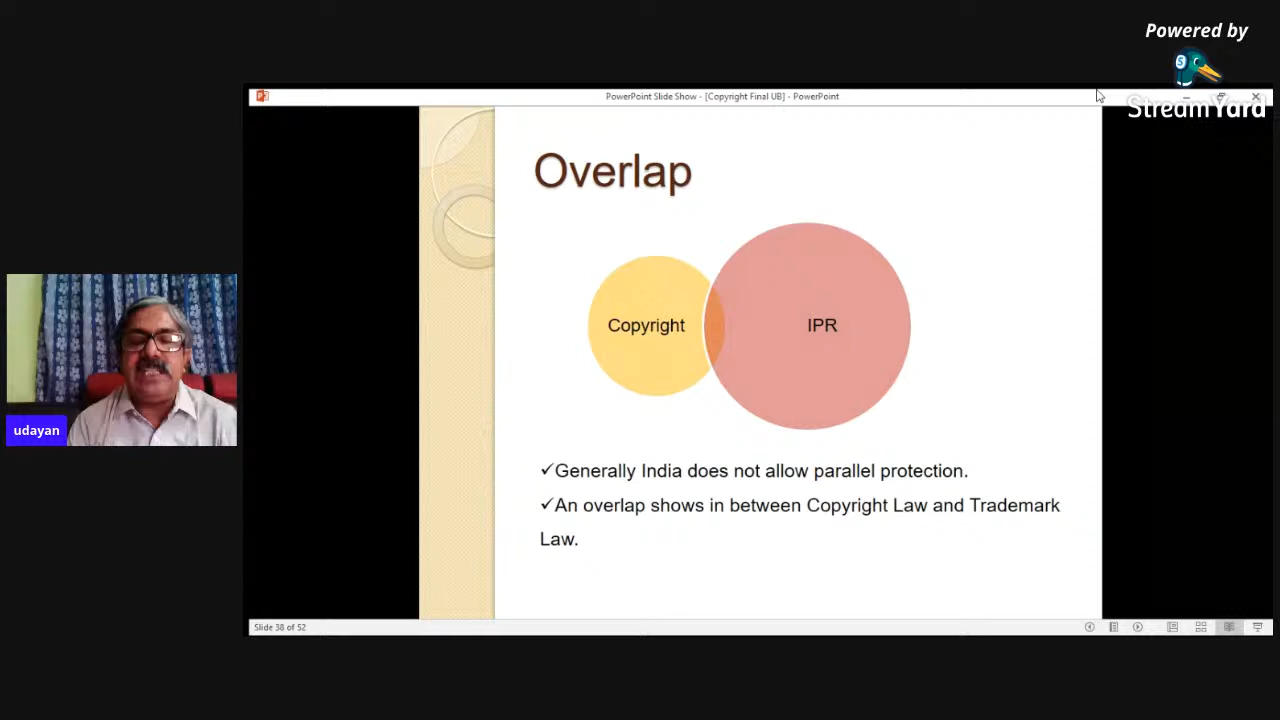 Powered by
StreamYard
PowerPoint Slide Show - [Copyright Final UB] - PowerPoint
Overlap
Copyright
IPR
✓Generally India does not allow parallel protection.
✓An overlap shows in between Copyright Law and Trademark
Law.
udayan
Slide 38 of 52